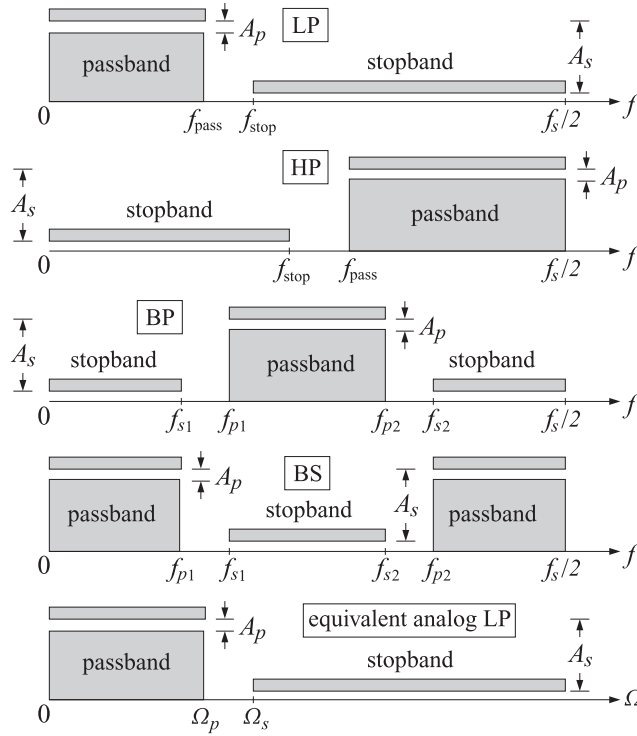 LP
A_p
passband
stopband
A_s
0
f_pass
f_stop
f_s/2
f
HP
A_s
stopband
passband
A_p
0
f_stop
f_pass
f_s/2
f
BP
A_s
stopband
passband
A_p
stopband
0
f_s1
f_p1
f_p2
f_s2
f_s/2
f
BS
passband
A_p
stopband
A_s
passband
0
f_p1
f_s1
f_s2
f_p2
f_s/2
f
equivalent analog LP
A_p
passband
stopband
A_s
0
Ω_p
Ω_s
Ω